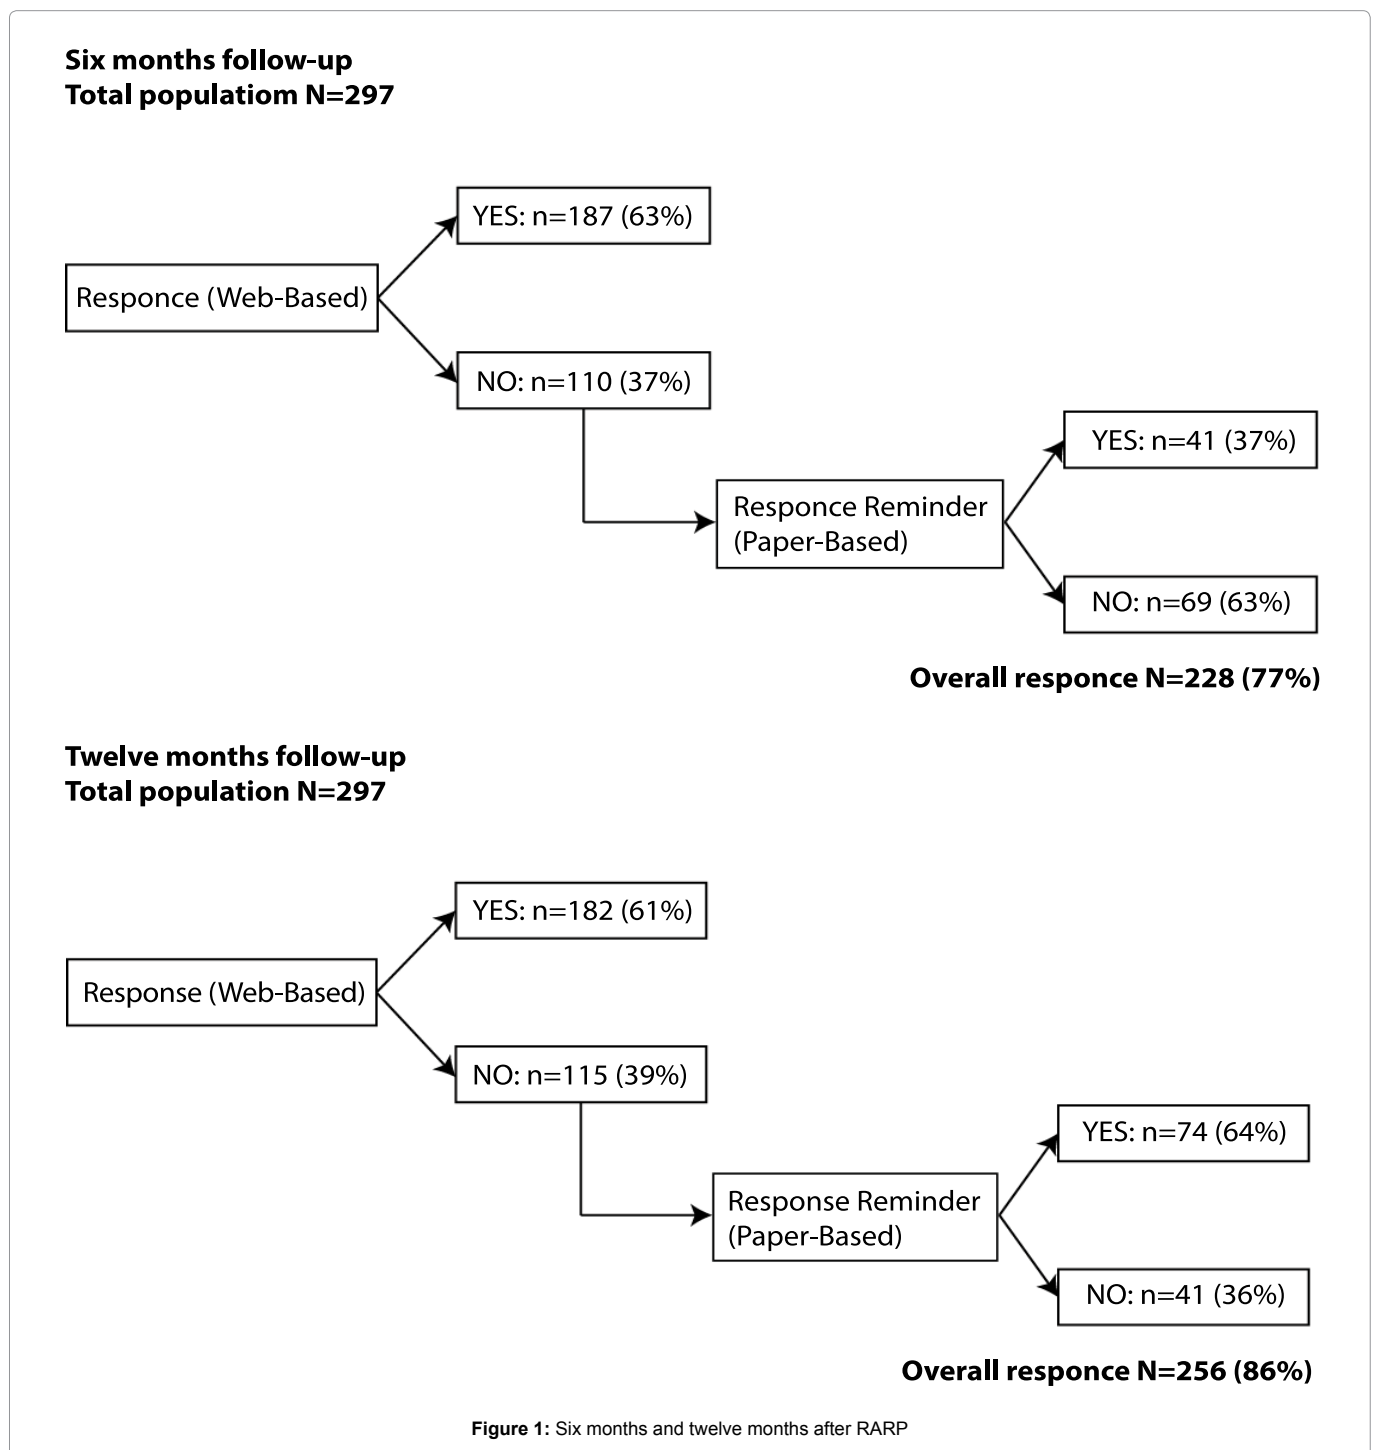 Six months follow-up
Total populatiom N=297
YES: n=187 (63%)
Responce (Web-Based)
NO: n=110 (37%)
YES: n=41 (37%)
Responce Reminder
(Paper-Based)
NO: n=69 (63%)
Overall responce N=228 (77%)
Twelve months follow-up
Total population N=297
YES: n=182 (61%)
Response (Web-Based)
NO: n=115 (39%)
YES: n=74 (64%)
Response Reminder
(Paper-Based)
NO: n=41 (36%)
Overall responce N=256 (86%)
Figure 1: Six months and twelve months after RARP